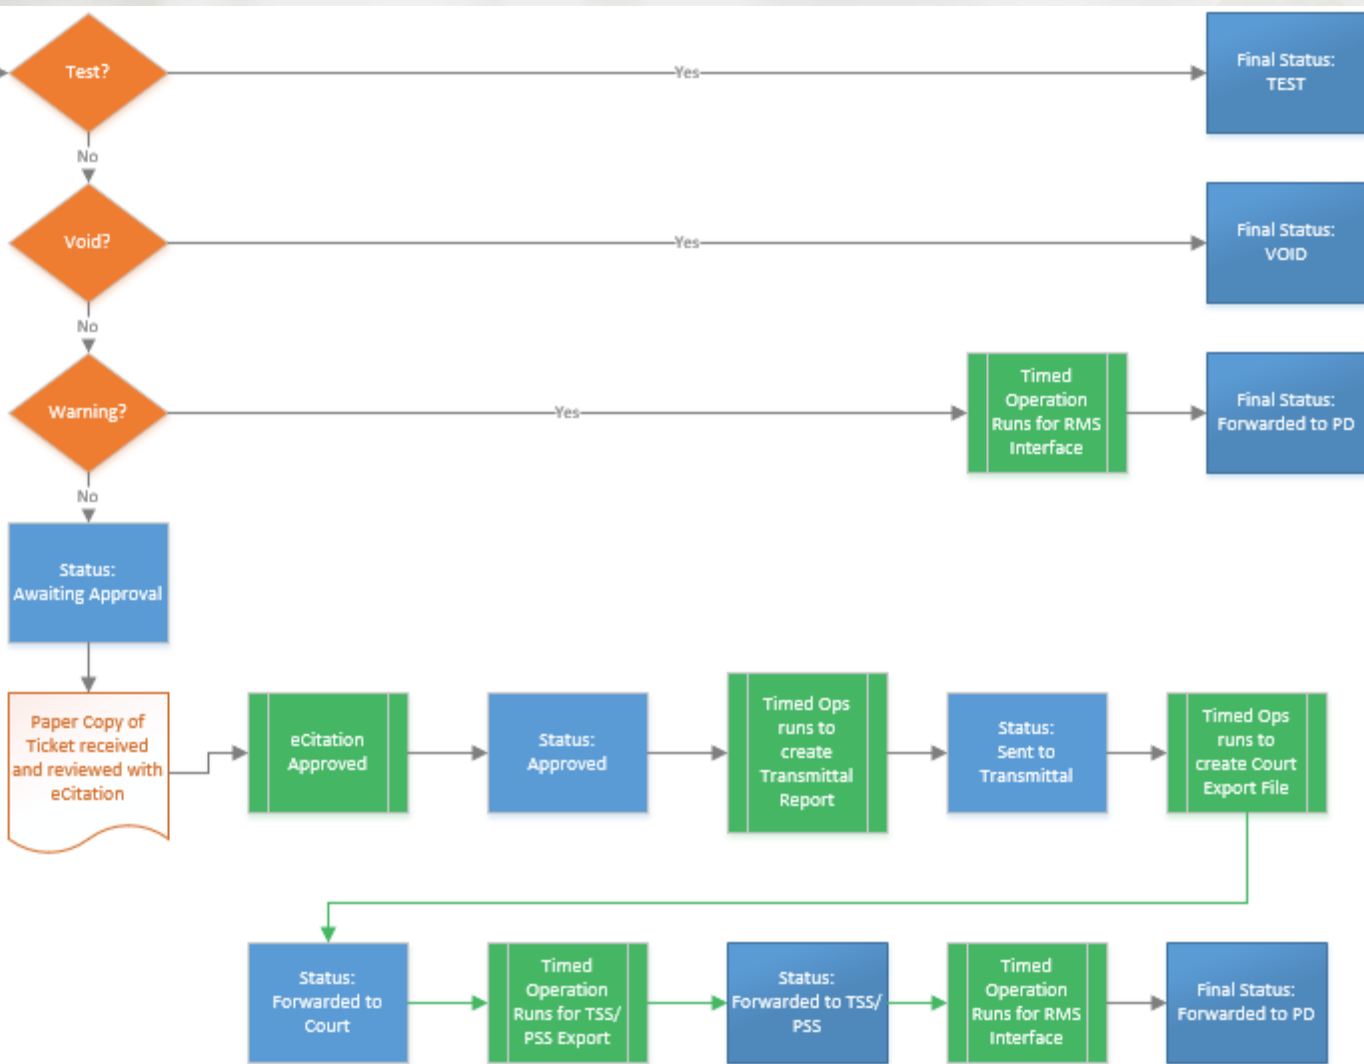 Test?
Yes
Final Status:
TEST
No
Void?
Yes
Final Status:
VOID
No
Warning?
Yes
Timed
Operation
Runs for RMS
Interface
Final Status:
Forwarded to PD
No
Status:
Awaiting Approval
Paper Copy of
Ticket received
and reviewed with
eCitation
eCitation
Approved
Status:
Approved
Timed Ops
runs to
create
Transmittal
Report
Status:
Sent to
Transmittal
Timed Ops
runs to
create Court
Export File
Status:
Forwarded to
Court
Timed
Operation
Runs for TSS/
PSS Export
Status:
Forwarded to TSS/
PSS
Timed
Operation
Runs for RMS
Interface
Final Status:
Forwarded to PD